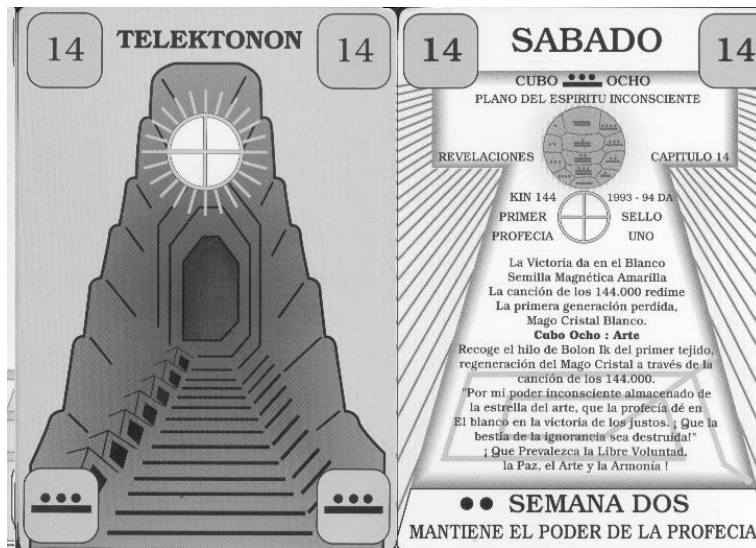 14 TELEKTONON 14
14 SABADO 14
CUBO OCHO
PLANO DEL ESPIRITU INCONSCIENTE
REVELACIONES CAPITULO 14
KIN 144 1993 - 94 DA
PRIMER SELLO
PROFECIA UNO
La Victoria da en el Blanco
Semilla Magnética Amarilla
La canción de los 144.000 redime
La primera generación perdida,
Mago Cristal Blanco.
Cubo Ocho : Arte
Recoge el hilo de Bolon Ik del primer tejido,
regeneración del Mago Cristal a través de la
canción de los 144.000.
"Por mi poder inconsciente almacenado de
la estrella del arte, que la profecía dé en
El blanco en la victoria de los justos. ¡ Que la
bestia de la ignorancia sea destruida!"
¡ Que Prevalezca la Libre Voluntad,
la Paz, el Arte y la Armonía !
SEMANA DOS
MANTIENE EL PODER DE LA PROFECIA